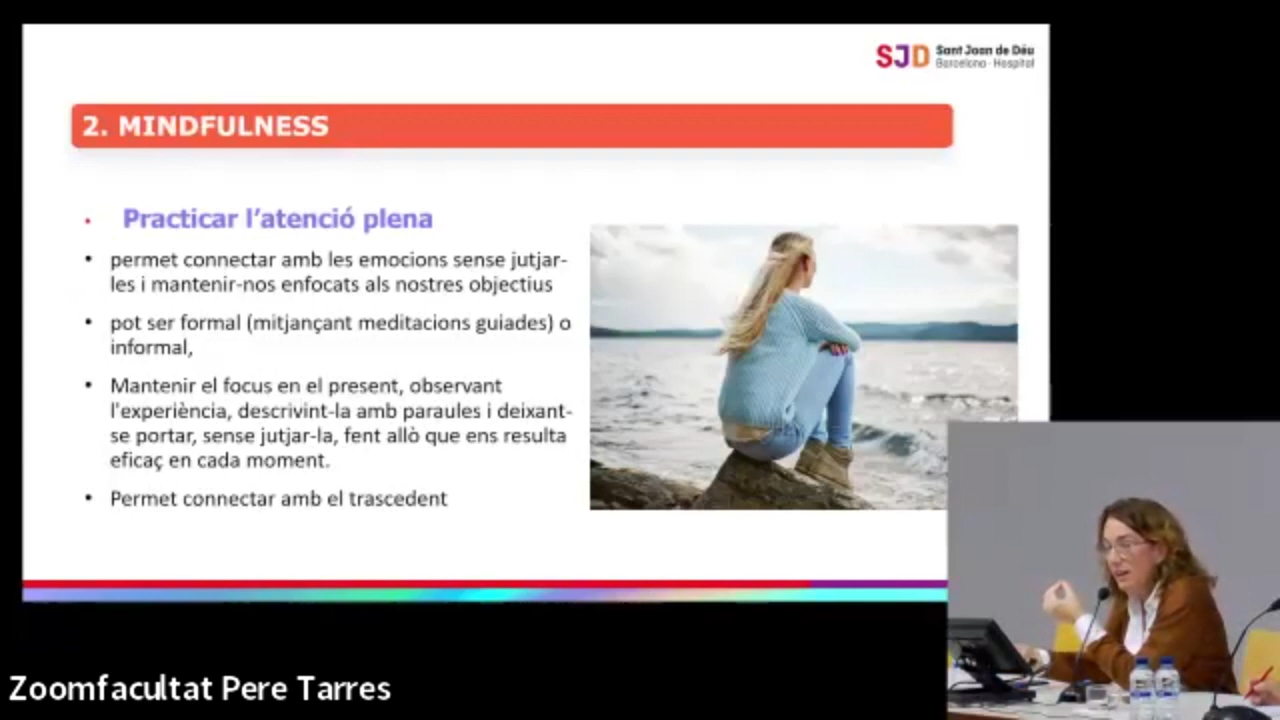 SJD Sant Joan de Déu
Barcelona · Hospital
2. MINDFULNESS
• Practicar l’atenció plena
• permet connectar amb les emocions sense jutjar-
les i mantenir-nos enfocats als nostres objectius
• pot ser formal (mitjançant meditacions guiades) o
informal,
• Mantenir el focus en el present, observant
l'experiència, descrivint-la amb paraules i deixant-
se portar, sense jutjar-la, fent allò que ens resulta
eficaç en cada moment.
• Permet connectar amb el trascedent
Zoomfacultat Pere Tarres